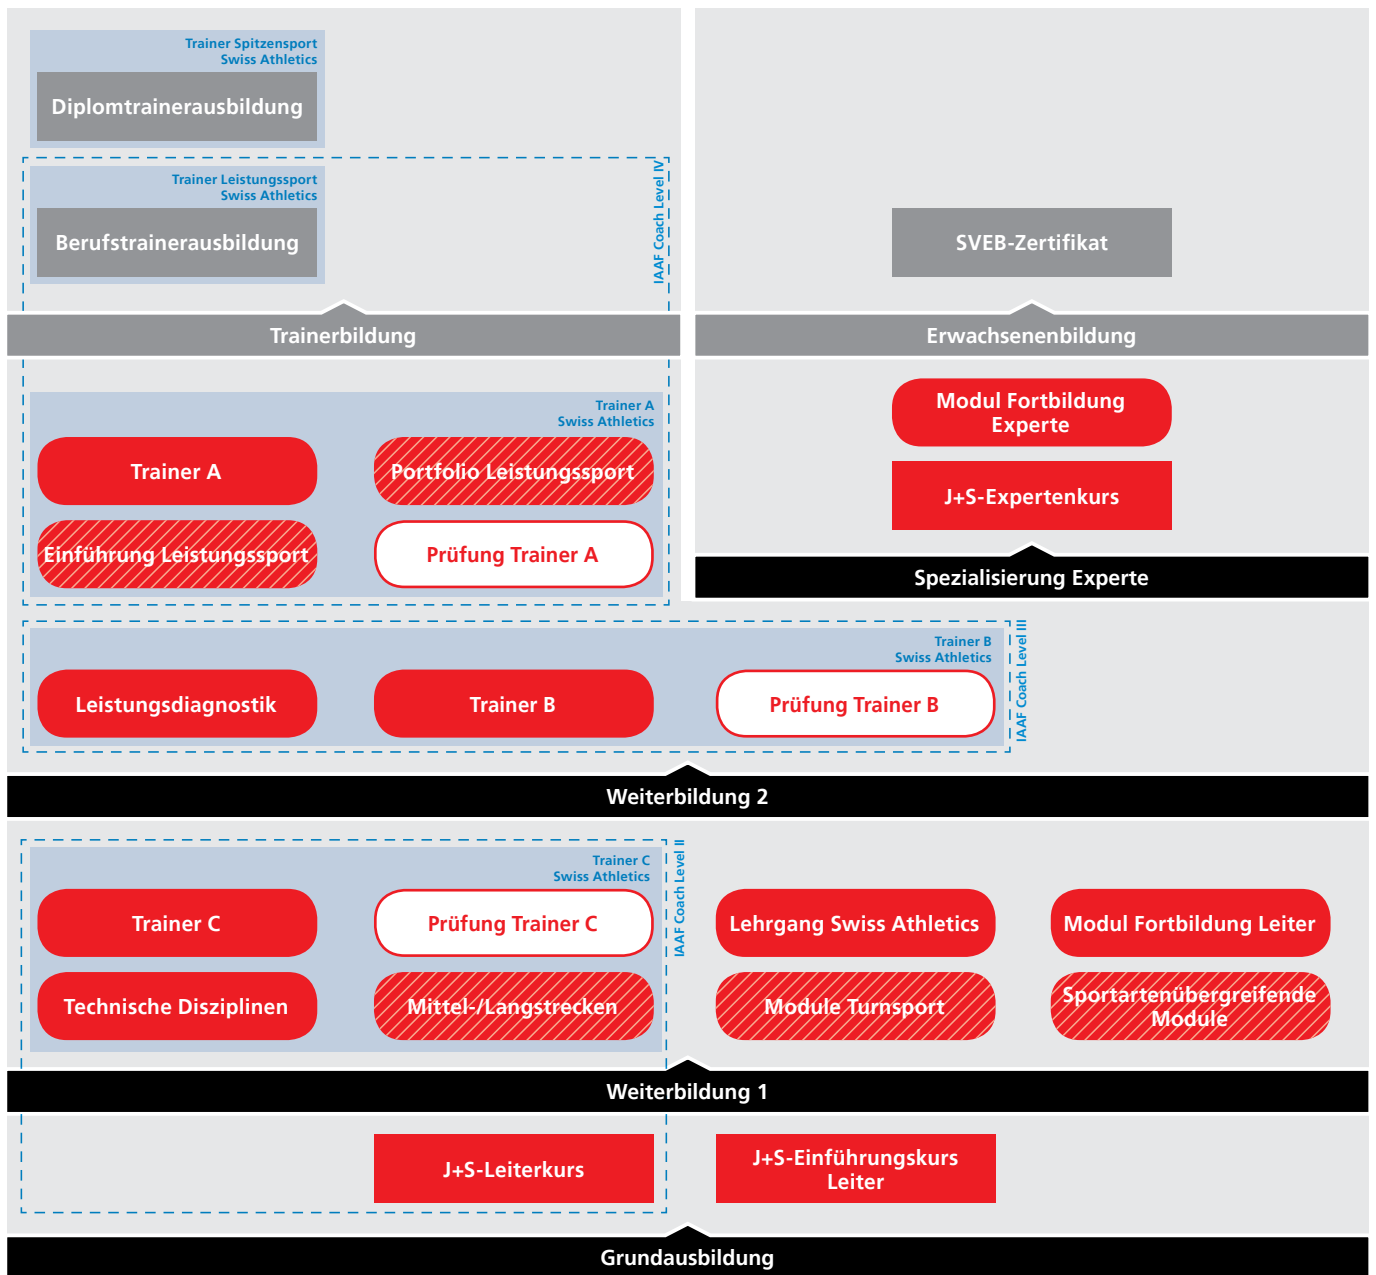 Trainer Spitzensport
Swiss Athletics
Diplomtrainerausbildung
Trainer Leistungssport
Swiss Athletics
Berufstrainerausbildung
IAAF Coach Level IV
SVEB-Zertifikat
Trainerbildung
Erwachsenenbildung
Trainer A
Swiss Athletics
Trainer A
Portfolio Leistungssport
Einführung Leistungssport
Prüfung Trainer A
Modul Fortbildung
Experte
J+S-Expertenkurs
Spezialisierung Experte
Trainer B
Swiss Athletics
IAAF Coach Level III
Leistungsdiagnostik
Trainer B
Prüfung Trainer B
Weiterbildung 2
Trainer C
Swiss Athletics
IAAF Coach Level II
Trainer C
Prüfung Trainer C
Lehrgang Swiss Athletics
Modul Fortbildung Leiter
Technische Disziplinen
Mittel-/Langstrecken
Module Turnsport
Sportartenübergreifende
Module
Weiterbildung 1
J+S-Leiterkurs
J+S-Einführungskurs
Leiter
Grundausbildung